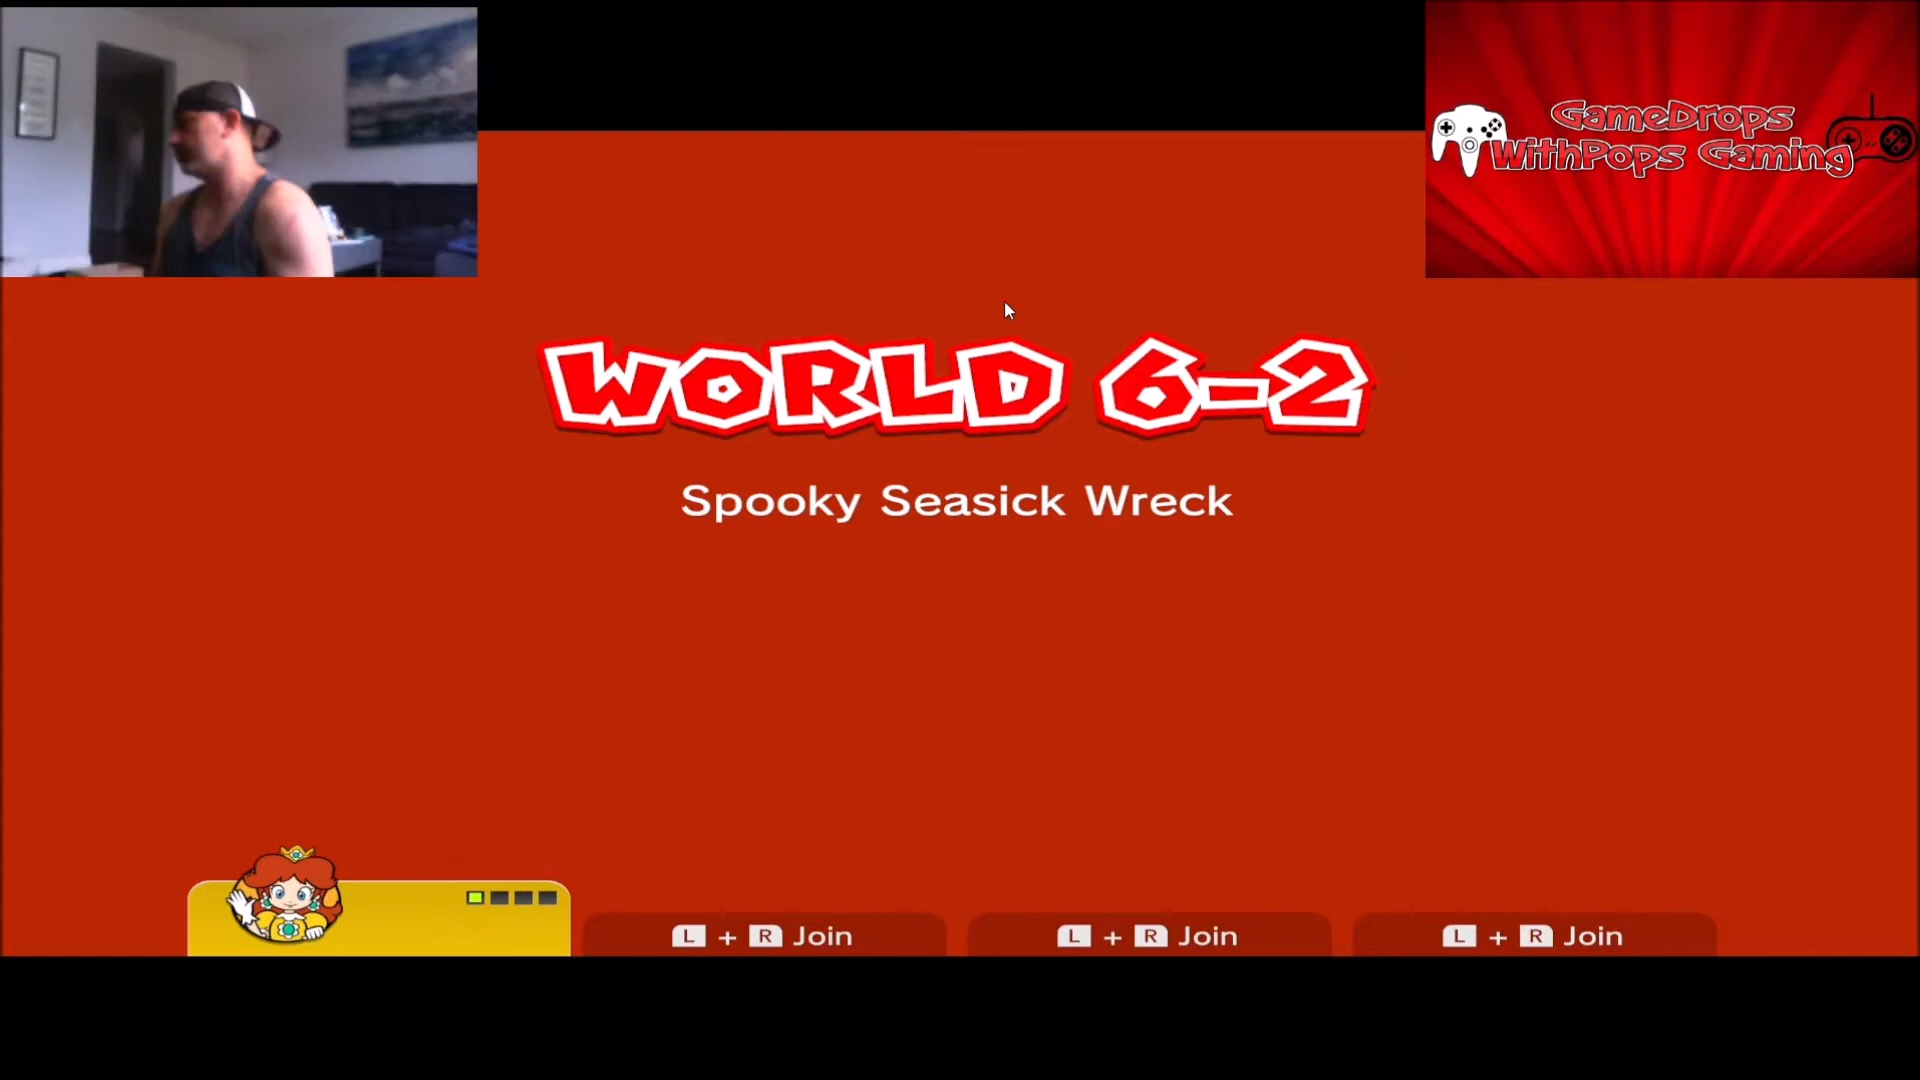 GameDrops
WithPops Gaming
WORLD 6-2
Spooky Seasick Wreck
L + R Join
L + R Join
L + R Join